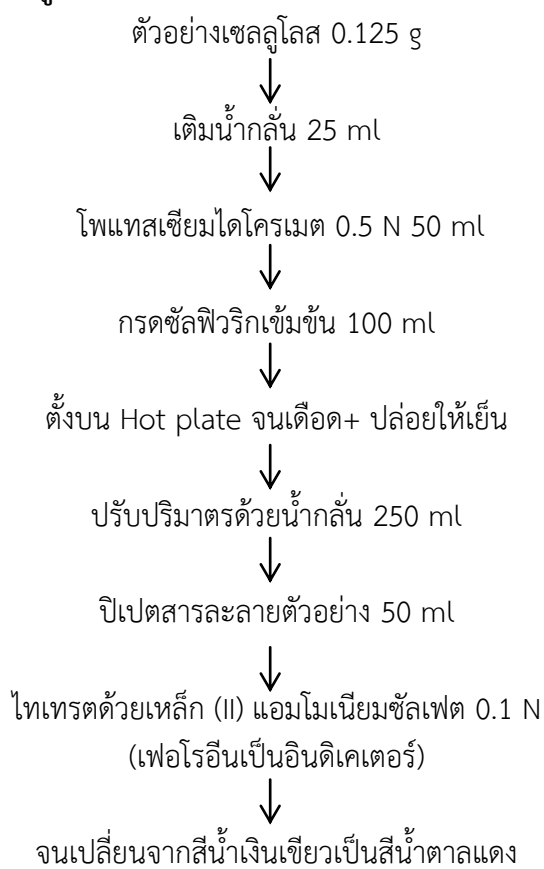 ตัวอย่างเซลลูโลส 0.125 g
เติมน้ำกลั่น 25 ml
โพแทสเซียมไดโครเมต 0.5 N 50 ml
กรดซัลฟิวริกเข้มข้น 100 ml
ตั้งบน Hot plate จนเดือด+ ปล่อยให้เย็น
ปรับปริมาตรด้วยน้ำกลั่น 250 ml
ปิเปตสารละลายตัวอย่าง 50 ml
ไทเทรตด้วยเหล็ก (II) แอมโมเนียมซัลเฟต 0.1 N
(เฟอโรอีนเป็นอินดิเคเตอร์)
จนเปลี่ยนจากสีน้ำเงินเขียวเป็นสีน้ำตาลแดง